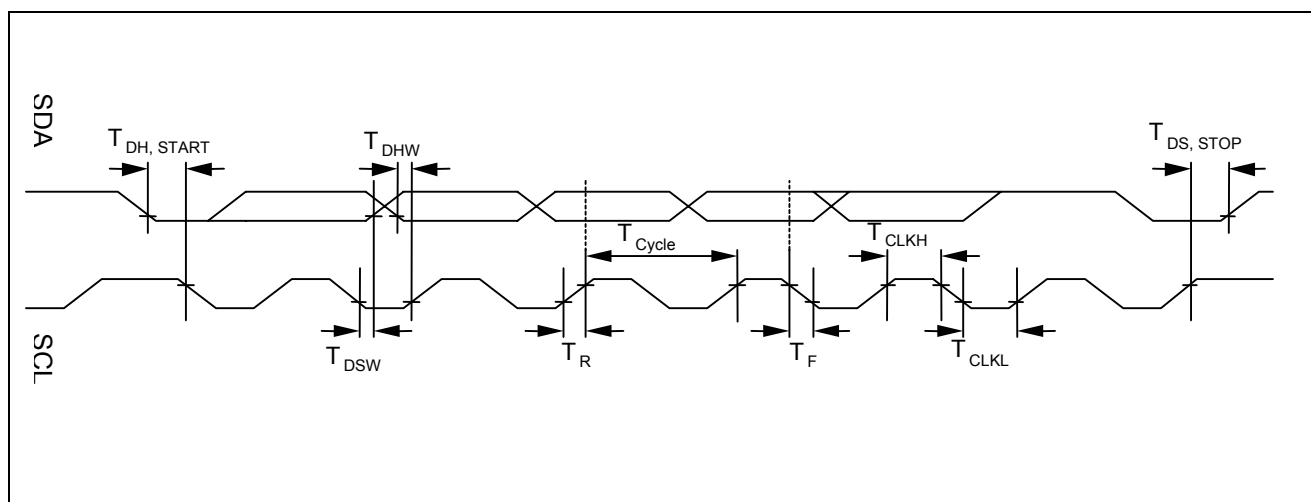 SDA
T DH, START
T DHW
T DS, STOP
T Cycle
T CLKH
SCL
T DSW
T R
T F
T CLKL